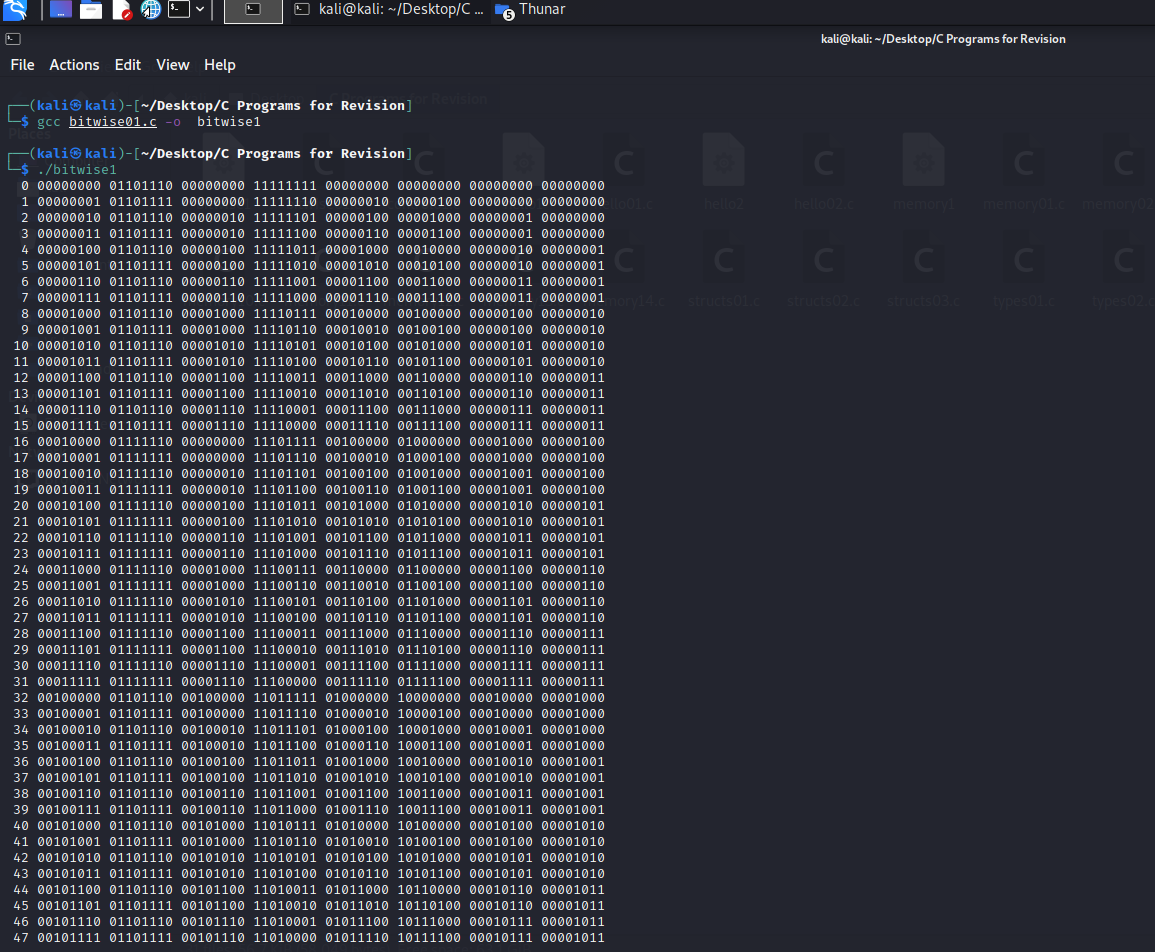 kali@kali: ~/Desktop/C ...
5
Thunar
kali@kali: ~/Desktop/C Programs for Revision
File Actions Edit View Help
┌──(kali㉿kali)-[~/Desktop/C Programs for Revision]
└─$ gcc bitwise01.c -o  bitwise1
┌──(kali㉿kali)-[~/Desktop/C Programs for Revision]
└─$ ./bitwise1
0 00000000 01101110 00000000 11111111 00000000 00000000 00000000 00000000
1 00000001 01101111 00000000 11111110 00000010 00000100 00000000 00000000
2 00000010 01101110 00000010 11111101 00000100 00001000 00000001 00000000
3 00000011 01101111 00000010 11111100 00000110 00001100 00000001 00000000
4 00000100 01101110 00000100 11111011 00001000 00010000 00000010 00000001
5 00000101 01101111 00000100 11111010 00001010 00010100 00000010 00000001
6 00000110 01101110 00000110 11111001 00001100 00011000 00000011 00000001
7 00000111 01101111 00000110 11111000 00001110 00011100 00000011 00000001
8 00001000 01101110 00001000 11110111 00010000 00100000 00000100 00000010
9 00001001 01101111 00001000 11110110 00010010 00100100 00000100 00000010
10 00001010 01101110 00001010 11110101 00010100 00101000 00000101 00000010
11 00001011 01101111 00001010 11110100 00010110 00101100 00000101 00000010
12 00001100 01101110 00001100 11110011 00011000 00110000 00000110 00000011
13 00001101 01101111 00001100 11110010 00011010 00110100 00000110 00000011
14 00001110 01101110 00001110 11110001 00011100 00111000 00000111 00000011
15 00001111 01101111 00001110 11110000 00011110 00111100 00000111 00000011
16 00010000 01111110 00000000 11101111 00100000 01000000 00001000 00000100
17 00010001 01111111 00000000 11101110 00100010 01000100 00001000 00000100
18 00010010 01111110 00000010 11101101 00100100 01001000 00001001 00000100
19 00010011 01111111 00000010 11101100 00100110 01001100 00001001 00000100
20 00010100 01111110 00000100 11101011 00101000 01010000 00001010 00000101
21 00010101 01111111 00000100 11101010 00101010 01010100 00001010 00000101
22 00010110 01111110 00000110 11101001 00101100 01011000 00001011 00000101
23 00010111 01111111 00000110 11101000 00101110 01011100 00001011 00000101
24 00011000 01111110 00001000 11100111 00110000 01100000 00001100 00000110
25 00011001 01111111 00001000 11100110 00110010 01100100 00001100 00000110
26 00011010 01111110 00001010 11100101 00110100 01101000 00001101 00000110
27 00011011 01111111 00001010 11100100 00110110 01101100 00001101 00000110
28 00011100 01111110 00001100 11100011 00111000 01110000 00001110 00000111
29 00011101 01111111 00001100 11100010 00111010 01110100 00001110 00000111
30 00011110 01111110 00001110 11100001 00111100 01111000 00001111 00000111
31 00011111 01111111 00001110 11100000 00111110 01111100 00001111 00000111
32 00100000 01101110 00100000 11011111 01000000 10000000 00010000 00001000
33 00100001 01101111 00100000 11011110 01000010 10000100 00010000 00001000
34 00100010 01101110 00100010 11011101 01000100 10001000 00010001 00001000
35 00100011 01101111 00100010 11011100 01000110 10001100 00010001 00001000
36 00100100 01101110 00100100 11011011 01001000 10010000 00010010 00001001
37 00100101 01101111 00100100 11011010 01001010 10010100 00010010 00001001
38 00100110 01101110 00100110 11011001 01001100 10011000 00010011 00001001
39 00100111 01101111 00100110 11011000 01001110 10011100 00010011 00001001
40 00101000 01101110 00101000 11010111 01010000 10100000 00010100 00001010
41 00101001 01101111 00101000 11010110 01010010 10100100 00010100 00001010
42 00101010 01101110 00101010 11010101 01010100 10101000 00010101 00001010
43 00101011 01101111 00101010 11010100 01010110 10101100 00010101 00001010
44 00101100 01101110 00101100 11010011 01011000 10110000 00010110 00001011
45 00101101 01101111 00101100 11010010 01011010 10110100 00010110 00001011
46 00101110 01101110 00101110 11010001 01011100 10111000 00010111 00001011
47 00101111 01101111 00101110 11010000 01011110 10111100 00010111 00001011
hello2 hello02.c memory1 memory01.c
structs01.c structs02.c structs03.c types01.c